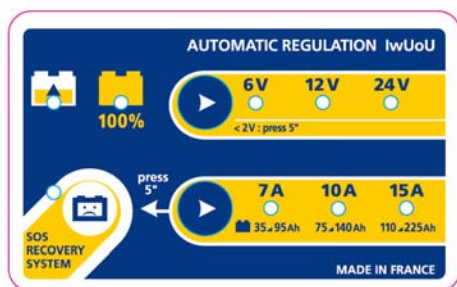 AUTOMATIC REGULATION IwUoU
6V 12V 24V
100%
< 2V : press 5"
press
5"
7A 10A 15A
35⊿95Ah 75⊿140Ah 110⊿225Ah
SOS
RECOVERY
SYSTEM
MADE IN FRANCE